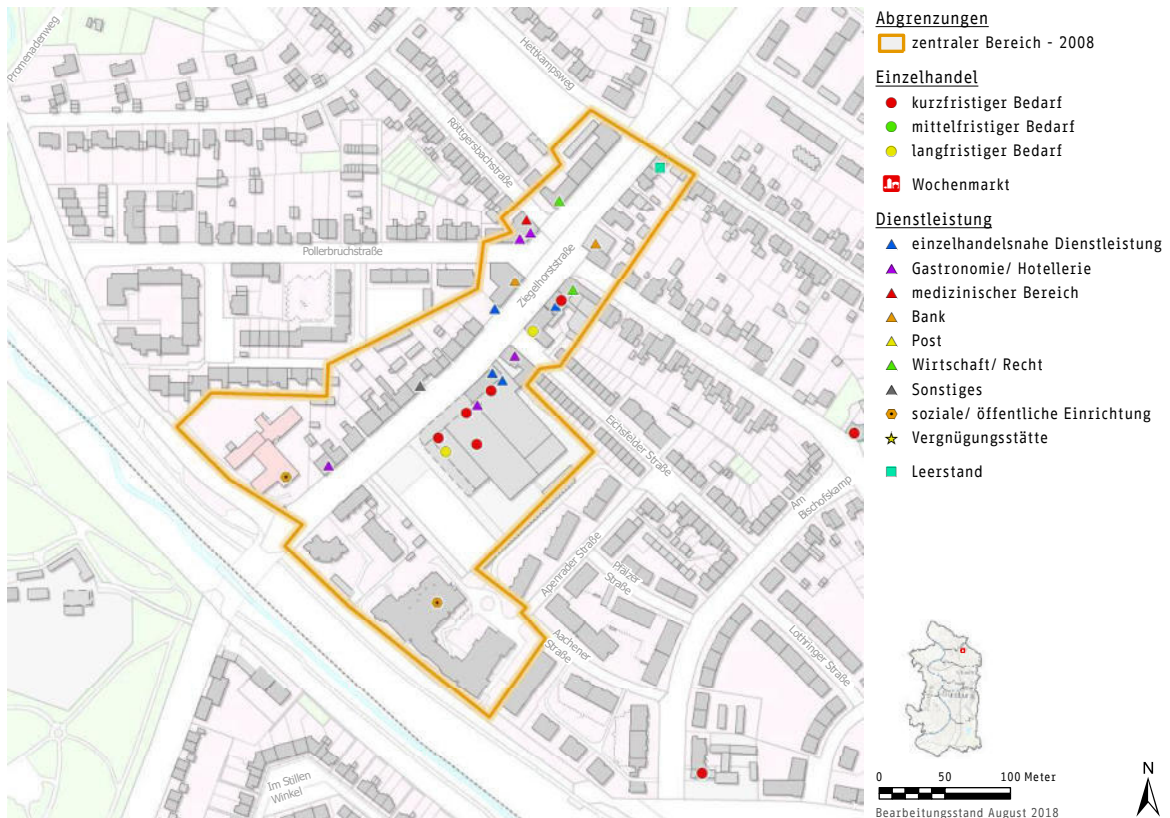 Promenadenweg
Hettkampsweg
Röttgersbachstraße
Pollerbruchstraße
Ziegelhorststraße
Eichsfelder Straße
Am
Bischofskamp
Apenrader Straße
Pfälzer
Straße
Aachener
Straße
Lothringer Straße
Im Stillen
Winkel
Abgrenzungen
zentraler Bereich - 2008
Einzelhandel
kurzfristiger Bedarf
mittelfristiger Bedarf
langfristiger Bedarf
Wochenmarkt
Dienstleistung
einzelhandelsnahe Dienstleistung
Gastronomie/ Hotellerie
medizinischer Bereich
Bank
Post
Wirtschaft/ Recht
Sonstiges
soziale/ öffentliche Einrichtung
Vergnügungsstätte
Leerstand
0 50 100 Meter
Bearbeitungsstand August 2018
N